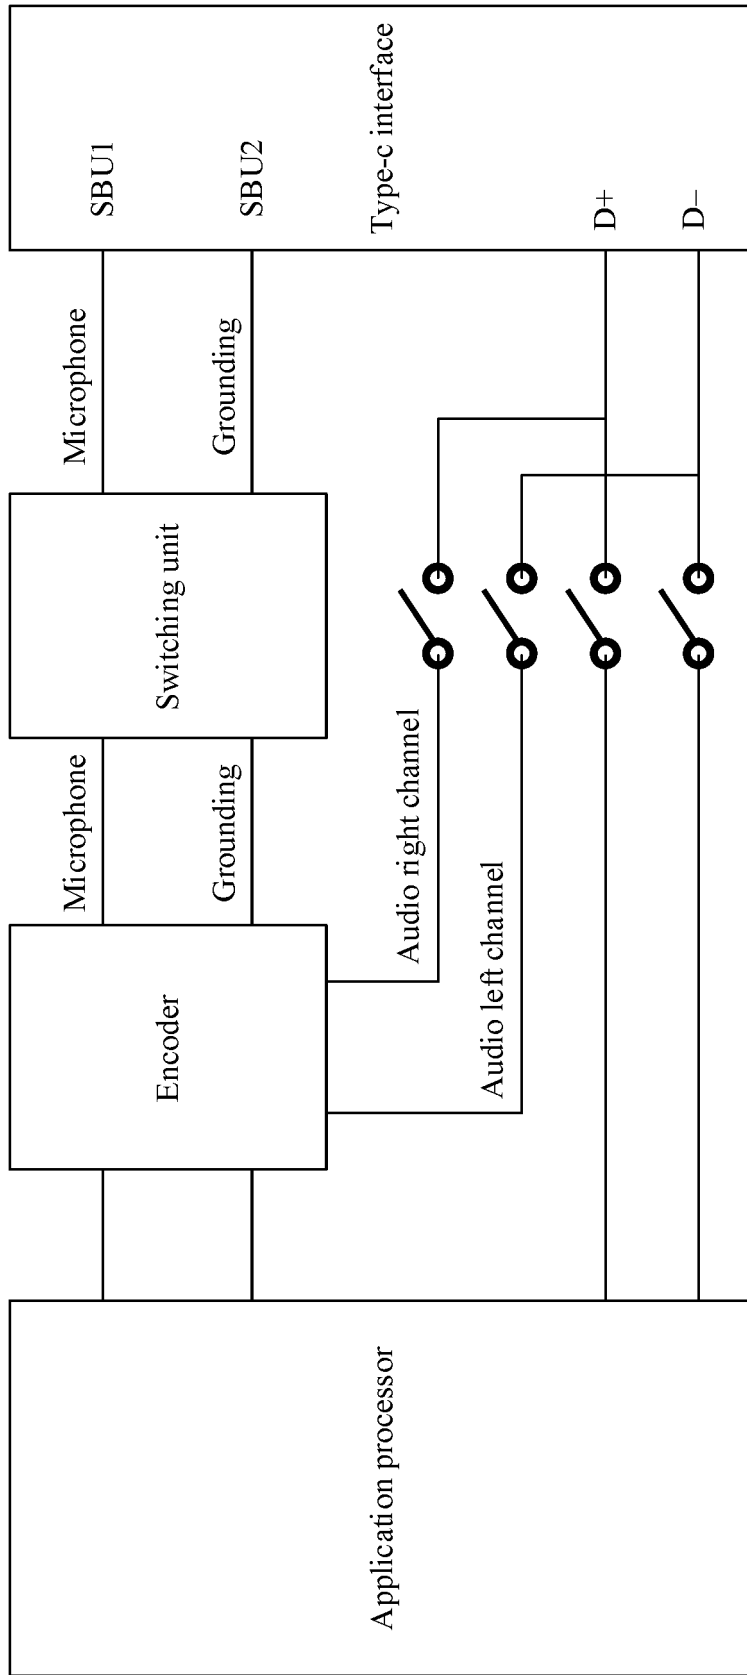 Application processor
Encoder
Microphone
Grounding
Switching unit
Microphone
Grounding
Audio right channel
Audio left channel
SBU1
SBU2
Type-c interface
D+
D−